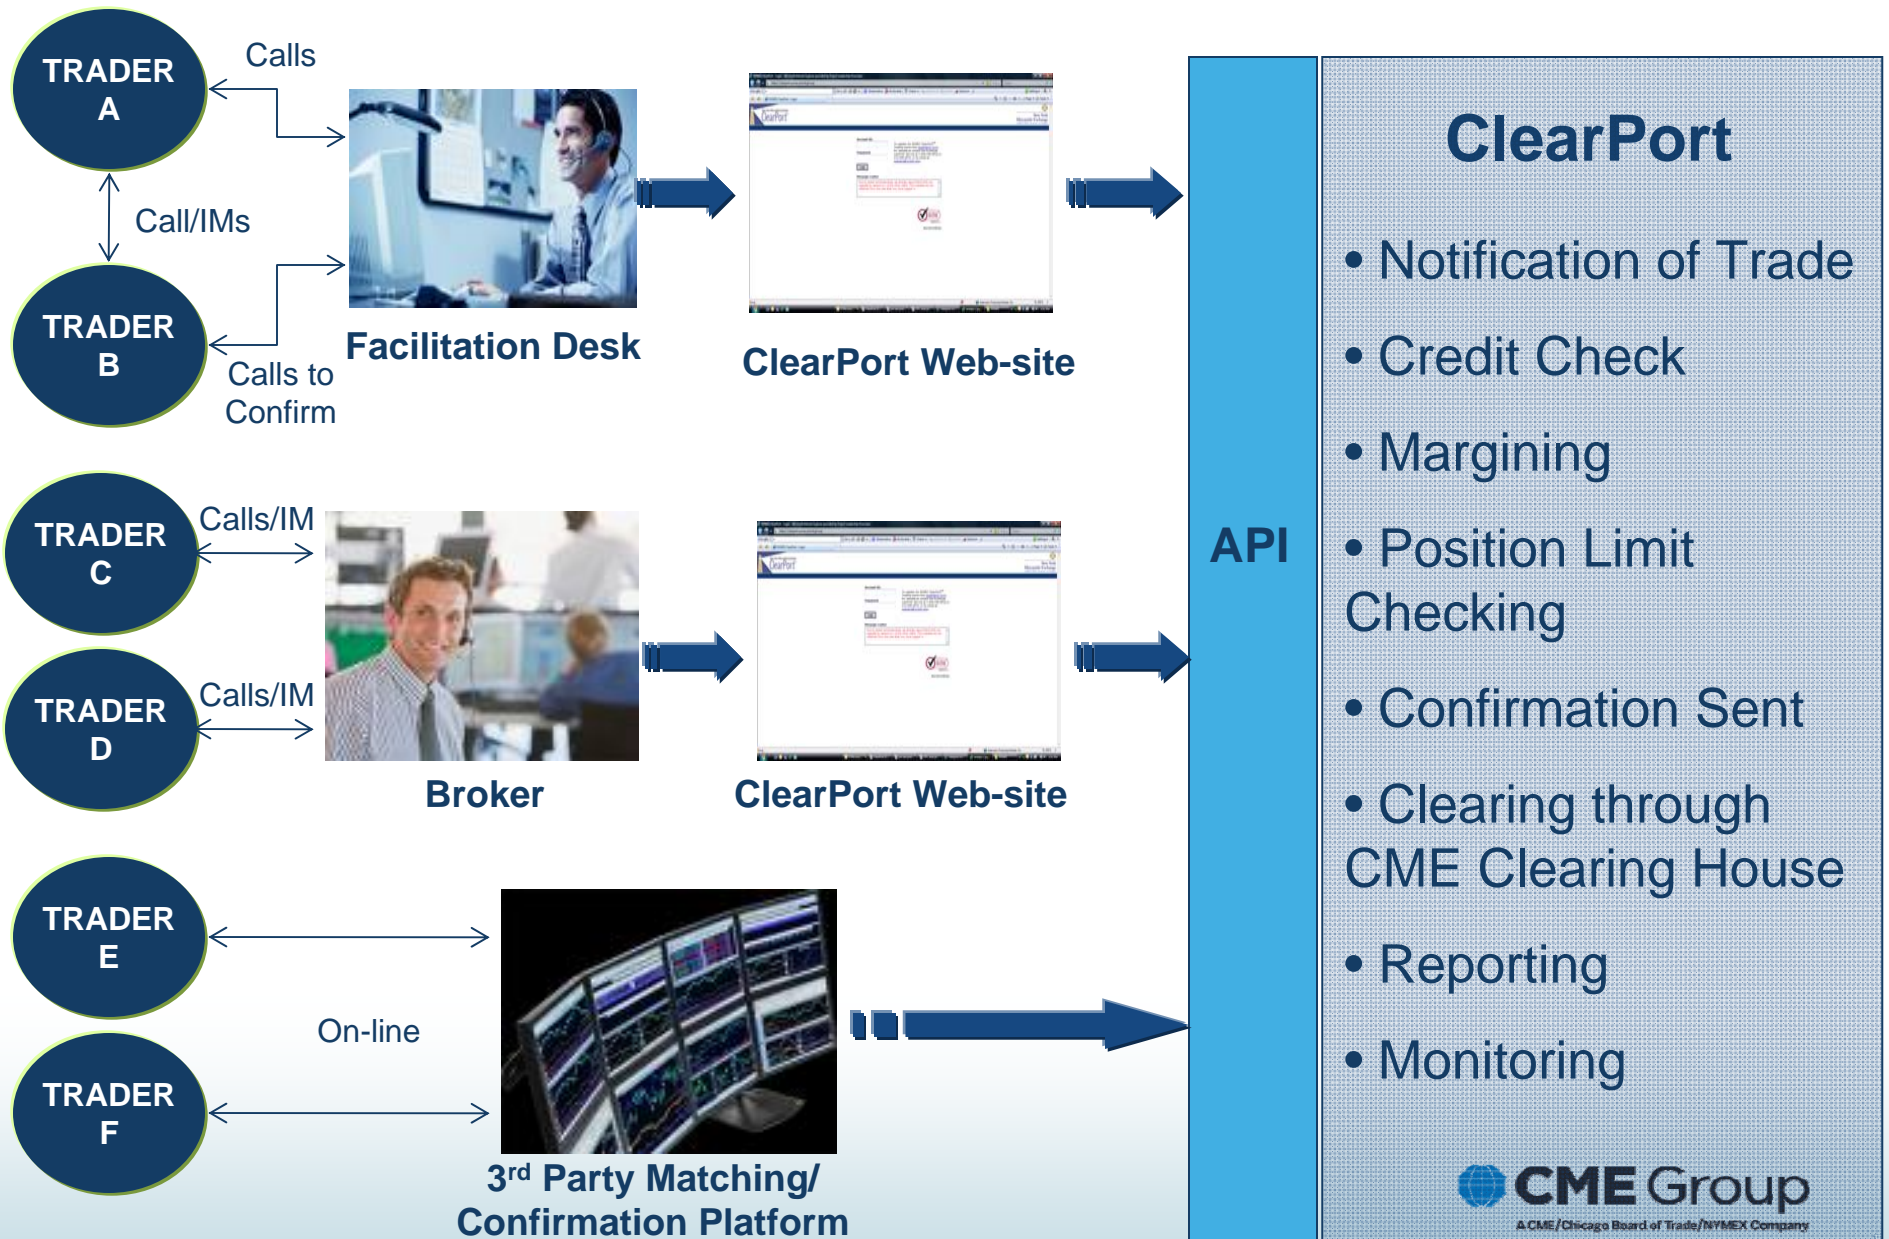 TRADER
A
Calls
Call/IMs
TRADER
B
Calls to
Confirm
Facilitation Desk
ClearPort
ClearPort Web-site
TRADER
C
Calls/IM
TRADER
D
Calls/IM
Broker
ClearPort
ClearPort Web-site
TRADER
E
On-line
TRADER
F
3rd Party Matching/
Confirmation Platform
API
ClearPort
• Notification of Trade
• Credit Check
• Margining
• Position Limit
Checking
• Confirmation Sent
• Clearing through
CME Clearing House
• Reporting
• Monitoring
CME Group
A CME/Chicago Board of Trade/NYMEX Company